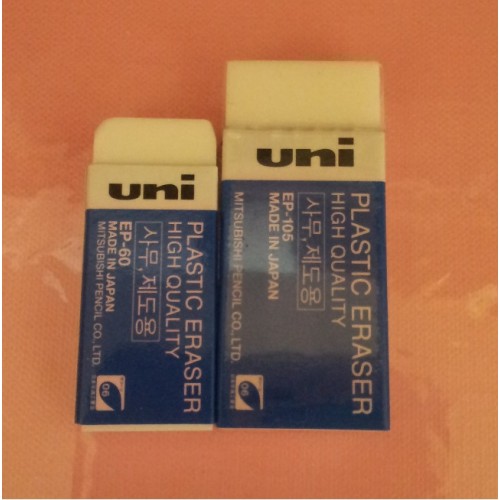 uni
PLASTIC ERASER
HIGH QUALITY
사무, 제도용
EP-60
MADE IN JAPAN
MITSUBISHI PENCIL CO., LTD.
06
uni
PLASTIC ERASER
HIGH QUALITY
사무, 제도용
EP-105
MADE IN JAPAN
MITSUBISHI PENCIL CO., LTD.
06